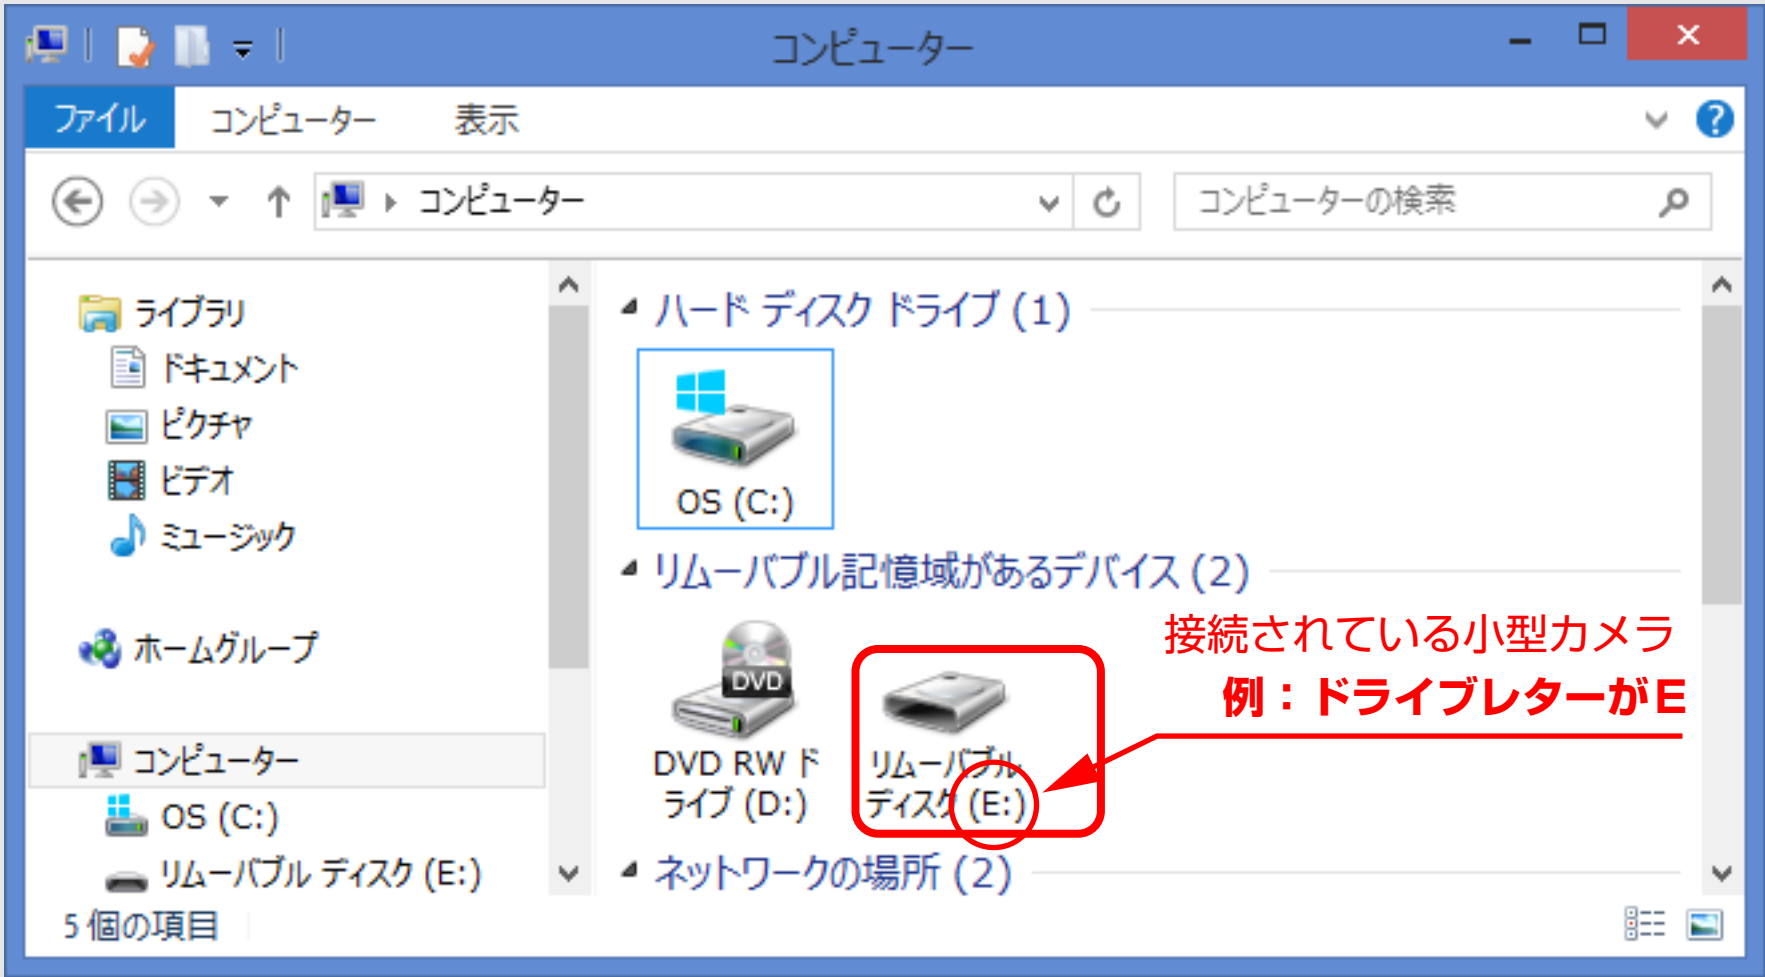 コンピューター
ファイル コンピューター 表示
コンピューター
コンピューターの検索
ライブラリ
ドキュメント
ピクチャ
ビデオ
ミュージック
ホームグループ
コンピューター
OS (C:)
リムーバブル ディスク (E:)
ハード ディスク ドライブ (1)
OS (C:)
リムーバブル記憶域があるデバイス (2)
DVD
DVD RW ド
ライブ (D:)
リムーバブル
ディスク (E:)
接続されている小型カメラ
例：ドライブレターがE
ネットワークの場所 (2)
5 個の項目